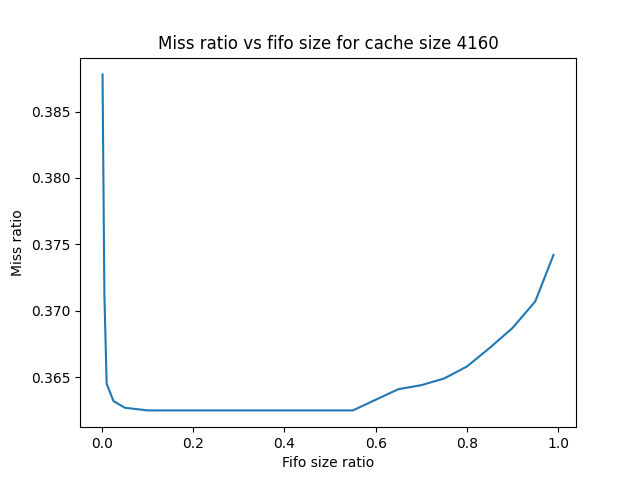 Miss ratio vs fifo size for cache size 4160
0.385
0.380
0.375
0.370
0.365
Miss ratio
0.0 0.2 0.4 0.6 0.8 1.0
Fifo size ratio